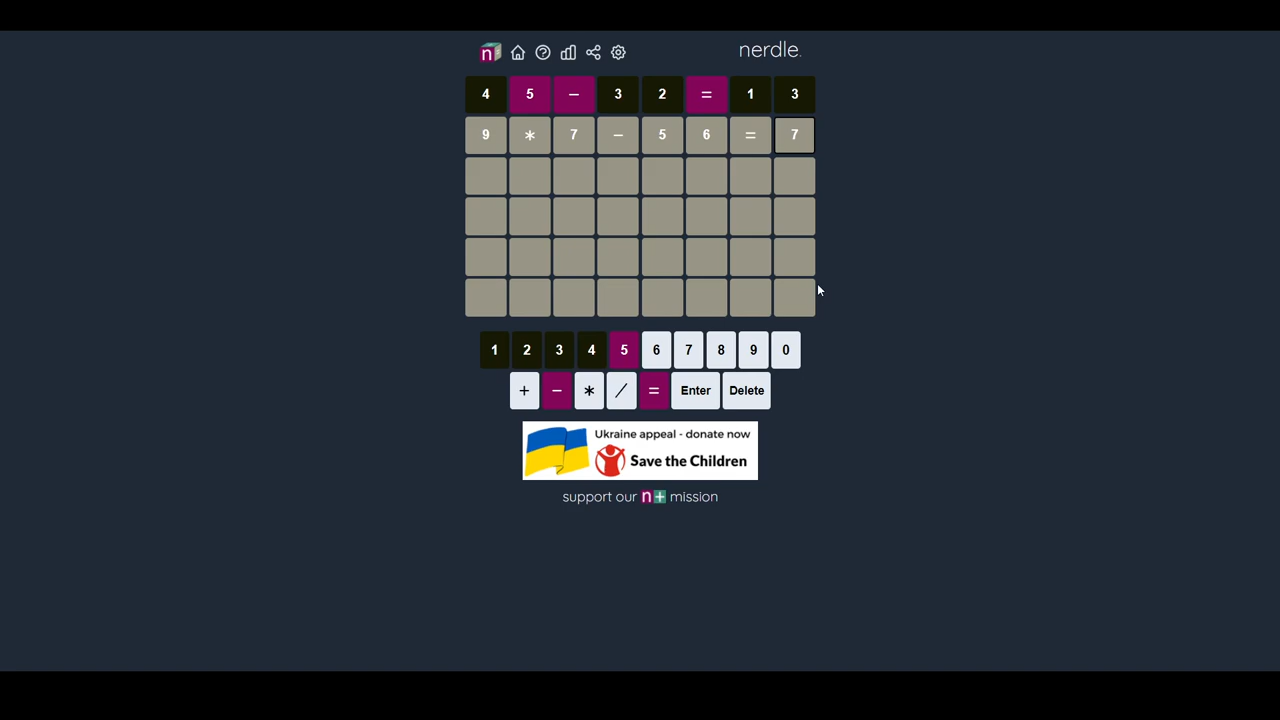 n
nerdle.
4 5 − 3 2 = 1 3
9 * 7 − 5 6 = 7
1 2 3 4 5 6 7 8 9 0
+ − * / = Enter Delete
Ukraine appeal - donate now
Save the Children
support our n+ mission